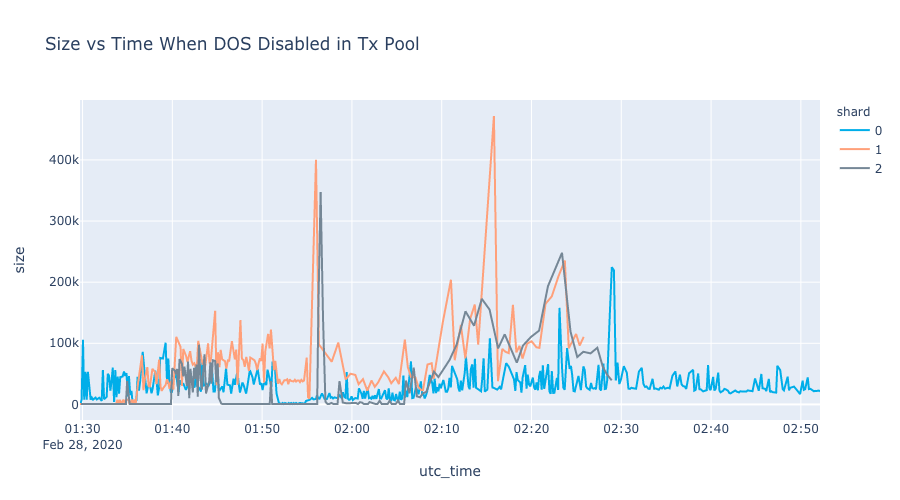 Size vs Time When DOS Disabled in Tx Pool
shard
0
1
2
400k
300k
200k
100k
0
size
01:30 01:40 01:50 02:00 02:10 02:20 02:30 02:40 02:50
Feb 28, 2020
utc_time